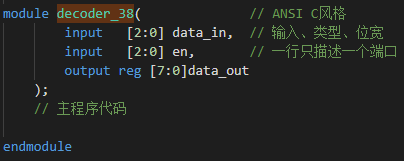 module decoder_38( // ANSI C风格
input [2:0] data_in, // 输入、类型、位宽
input [2:0] en, // 一行只描述一个端口
output reg [7:0]data_out
);
// 主程序代码
endmodule